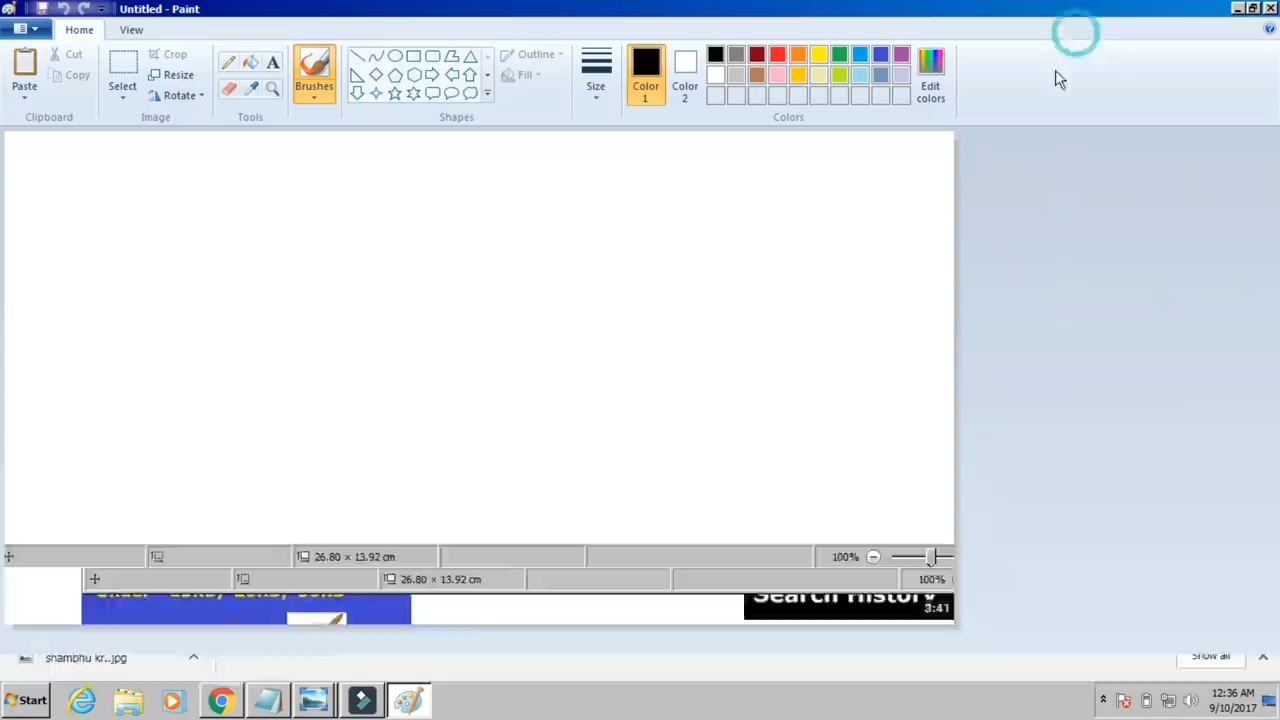 Untitled - Paint
Home View
Paste
Cut
Copy
Clipboard
Select
Crop
Resize
Rotate
Image
A
Tools
Brushes
Shapes
Outline
Fill
Size
Color 1
Color 2
Colors
Edit colors
26.80 × 13.92 cm 100%
26.80 × 13.92 cm 100%
Search History
3:41
shambhu kr..jpg
Show all
Start
12:36 AM
9/10/2017